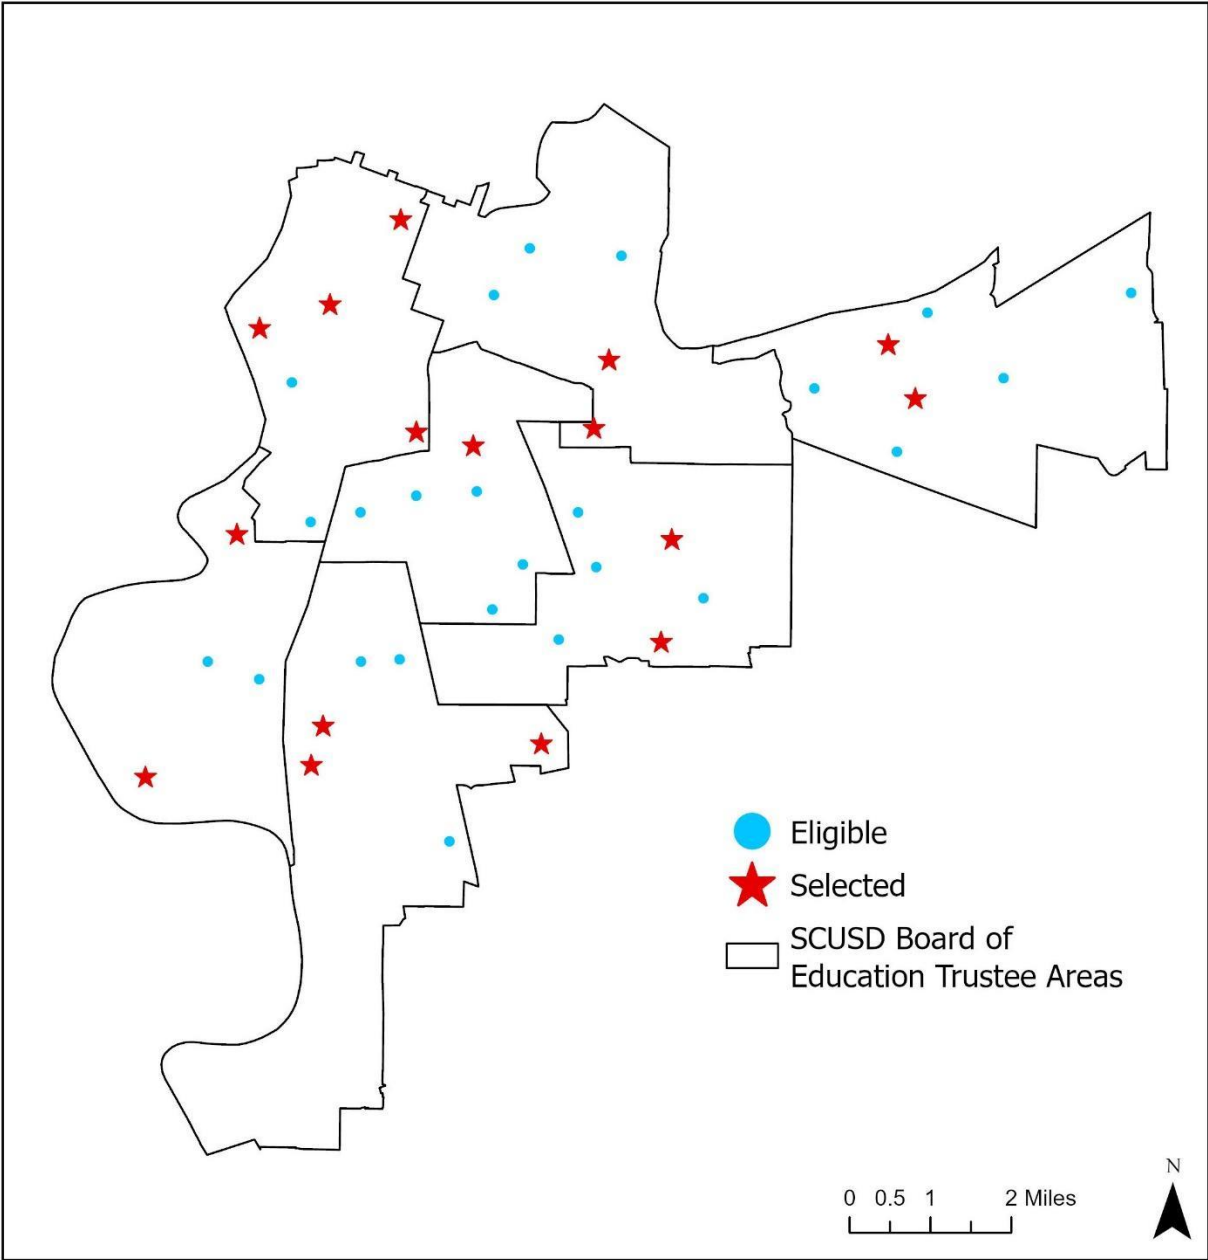 Eligible
Selected
SCUSD Board of
Education Trustee Areas
N
0 0.5 1 2 Miles